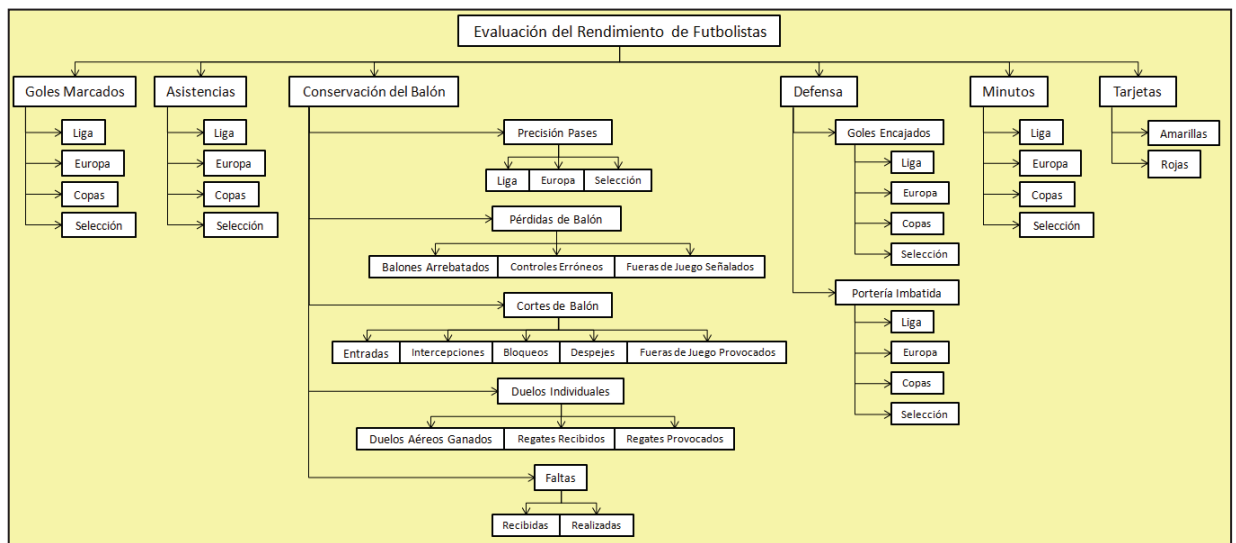 Evaluación del Rendimiento de Futbolistas
Goles Marcados
Liga
Europa
Copas
Selección
Asistencias
Liga
Europa
Copas
Selección
Conservación del Balón
Precisión Pases
Liga
Europa
Selección
Pérdidas de Balón
Balones Arrebatados
Controles Erróneos
Fueras de Juego Señalados
Cortes de Balón
Entradas
Intercepciones
Bloqueos
Despejes
Fueras de Juego Provocados
Duelos Individuales
Duelos Aéreos Ganados
Regates Recibidos
Regates Provocados
Faltas
Recibidas
Realizadas
Defensa
Goles Encajados
Liga
Europa
Copas
Selección
Portería Imbatida
Liga
Europa
Copas
Selección
Minutos
Liga
Europa
Copas
Selección
Tarjetas
Amarillas
Rojas